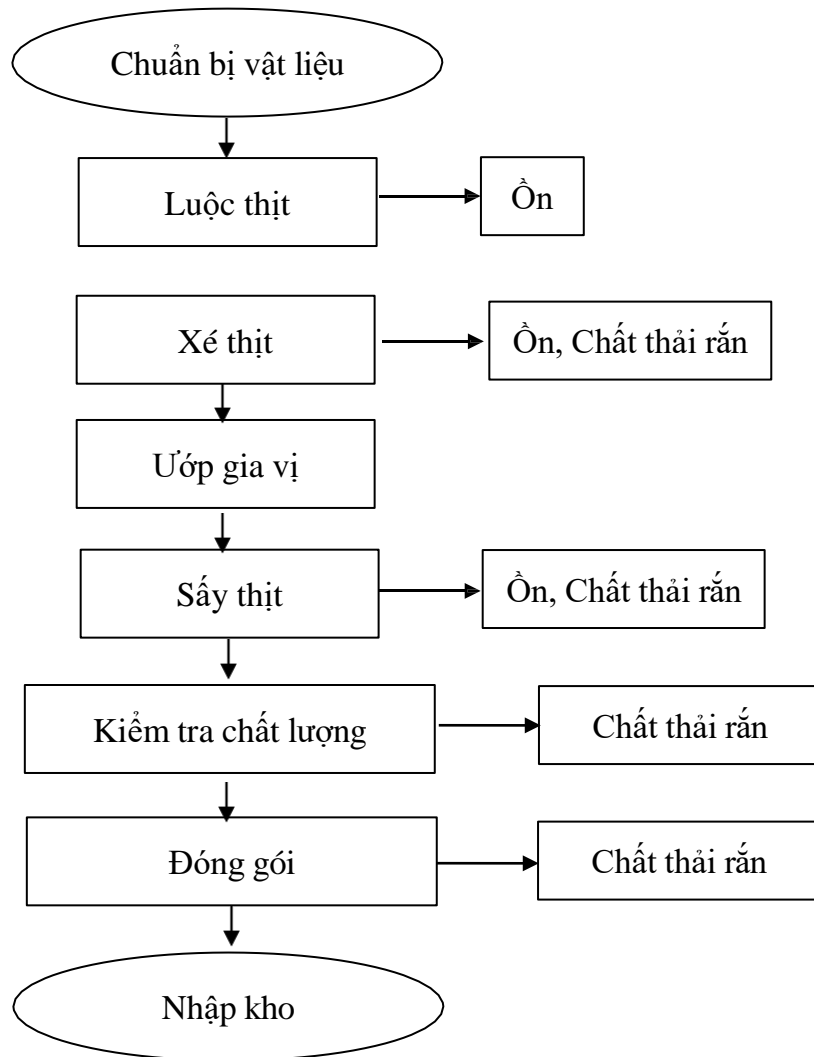 Chuẩn bị vật liệu
Luộc thịt
Ồn
Xé thịt
Ồn, Chất thải rắn
Ướp gia vị
Sấy thịt
Ồn, Chất thải rắn
Kiểm tra chất lượng
Chất thải rắn
Đóng gói
Chất thải rắn
Nhập kho